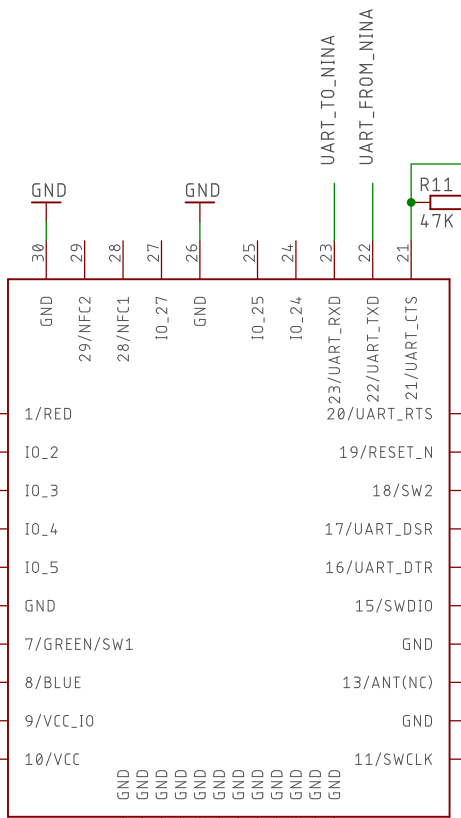 UART_TO_NINA
UART_FROM_NINA
GND
GND
R11
47K
30
29
28
27
26
25
24
23
22
21
GND
29/NFC2
28/NFC1
IO_27
GND
IO_25
IO_24
23/UART_RXD
22/UART_TXD
21/UART_CTS
1/RED
20/UART_RTS
IO_2
19/RESET_N
IO_3
18/SW2
IO_4
17/UART_DSR
IO_5
16/UART_DTR
GND
15/SWDIO
7/GREEN/SW1
GND
8/BLUE
13/ANT(NC)
9/VCC_IO
GND
10/VCC
11/SWCLK
GND
GND
GND
GND
GND
GND
GND
GND
GND
GND
GND
GND